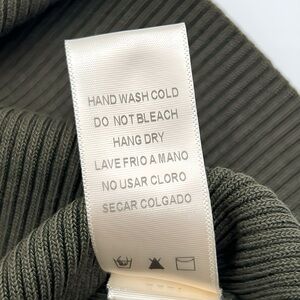 HAND WASH COLD
DO NOT BLEACH
HANG DRY
LAVE FRIO A MANO
NO USAR CLORO
SECAR COLGADO